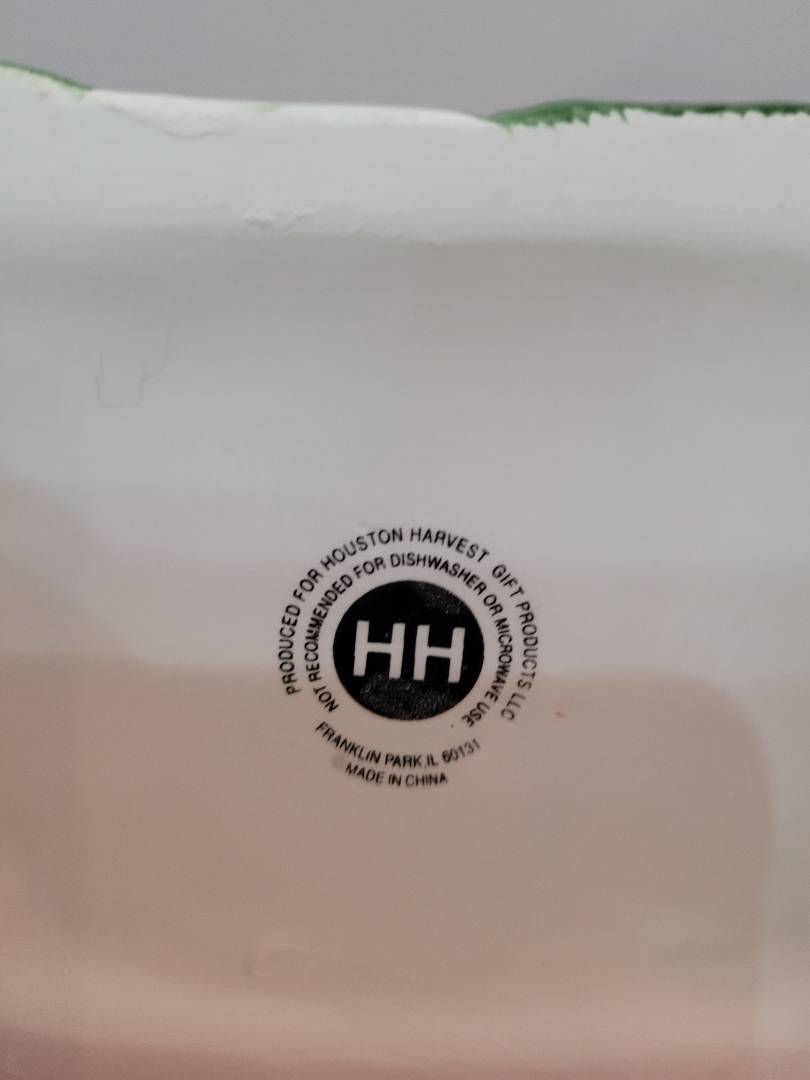 PRODUCED FOR HOUSTON HARVEST GIFT PRODUCTS LLC
NOT RECOMMENDED FOR DISHWASHER OR MICROWAVE USE
HH
FRANKLIN PARK, IL 60131
MADE IN CHINA